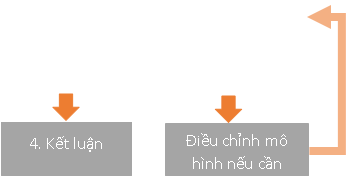 4. Kết luận
Điều chỉnh mô
hình nếu cần